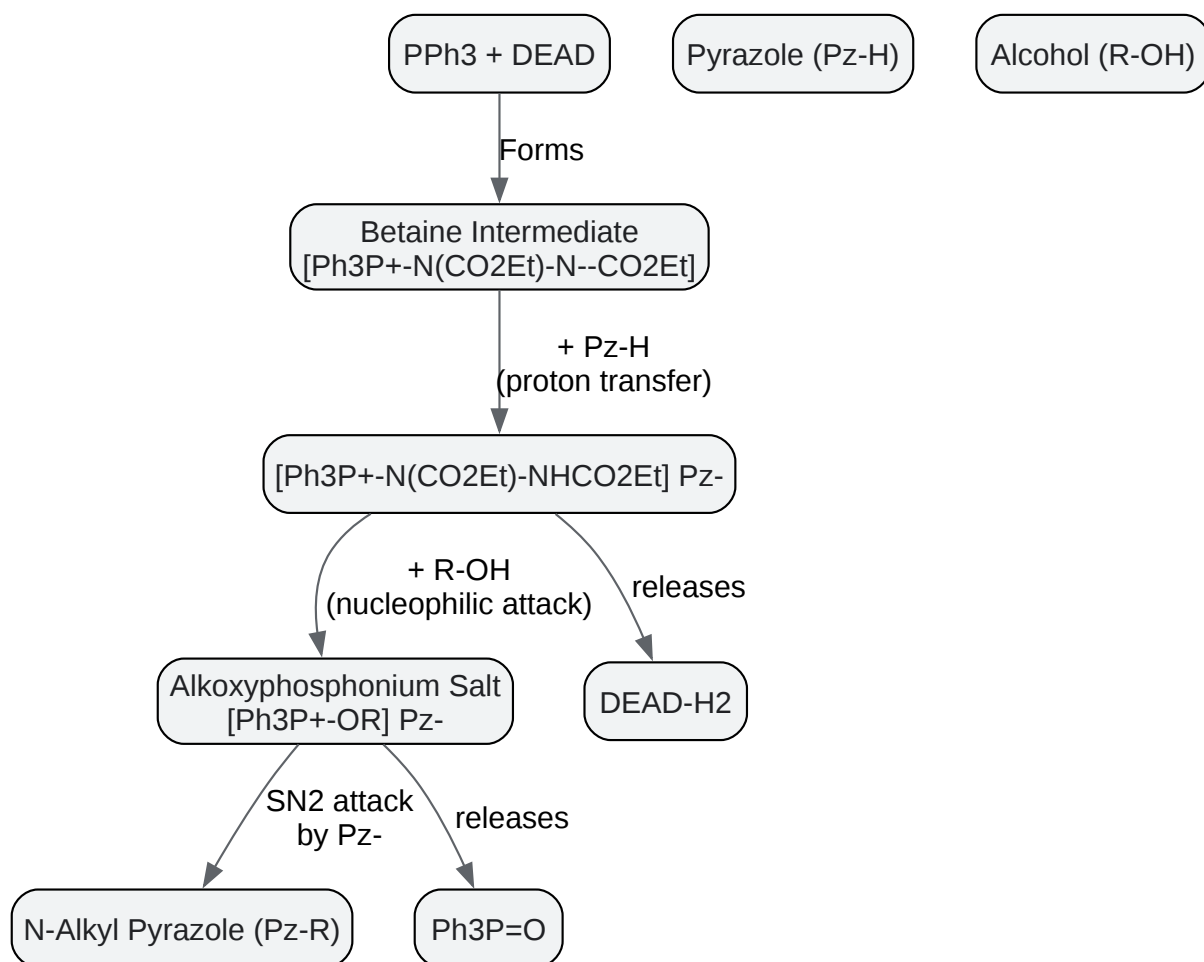 PPh3 + DEAD
Pyrazole (Pz-H)
Alcohol (R-OH)
Forms
Betaine Intermediate
[Ph3P+-N(CO2Et)-N--CO2Et]
+ Pz-H
(proton transfer)
[Ph3P+-N(CO2Et)-NHCO2Et] Pz-
+ R-OH
(nucleophilic attack)
releases
Alkoxyphosphonium Salt
[Ph3P+-OR] Pz-
DEAD-H2
SN2 attack
by Pz-
releases
N-Alkyl Pyrazole (Pz-R)
Ph3P=O